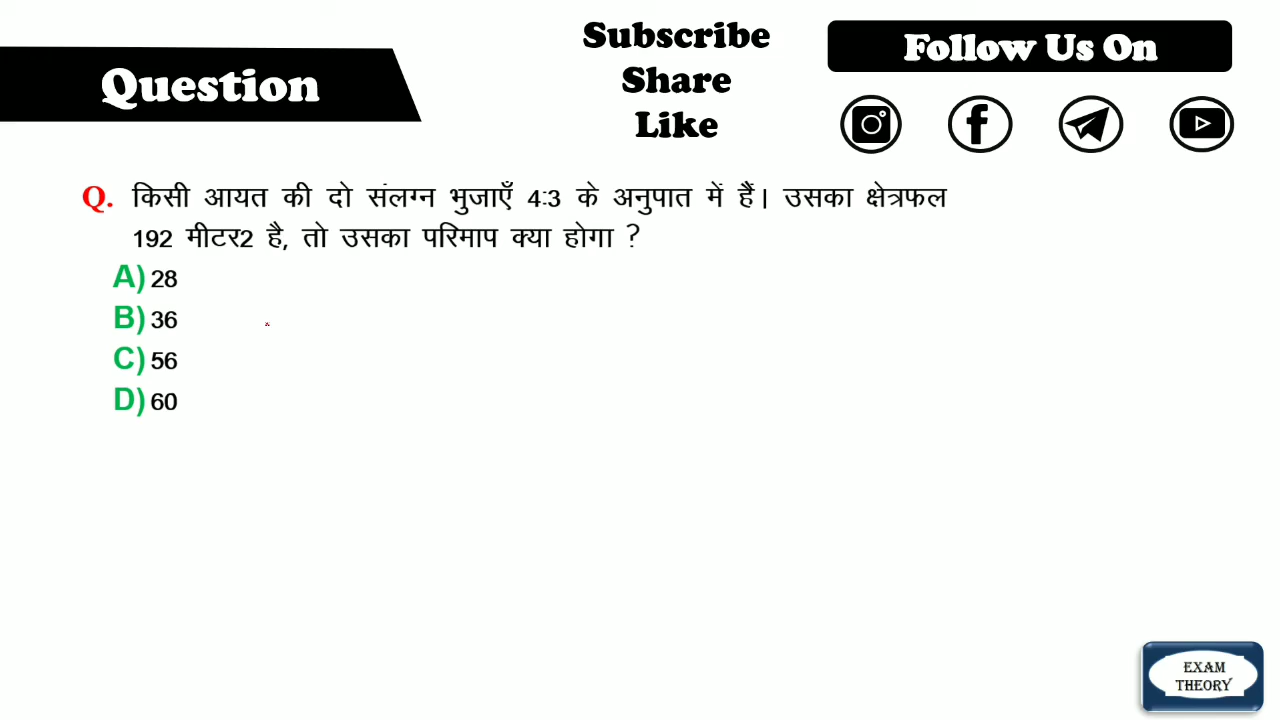 Question
Subscribe
Share
Like
Follow Us On
Q. किसी आयत की दो संलग्न भुजाएँ 4:3 के अनुपात में हैं। उसका क्षेत्रफल
192 मीटर2 है, तो उसका परिमाप क्या होगा ?
A) 28
B) 36
C) 56
D) 60
EXAM
THEORY